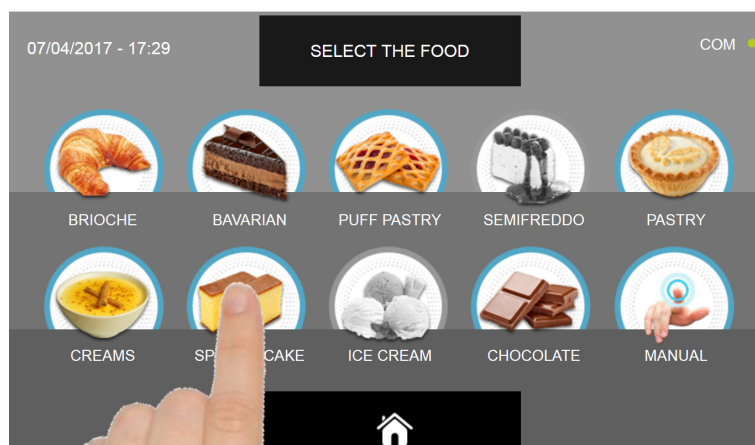 07/04/2017 - 17:29
SELECT THE FOOD
COM
BRIOCHE
BAVARIAN
PUFF PASTRY
SEMIFREDDO
PASTRY
CREAMS
CAKE
ICE CREAM
CHOCOLATE
MANUAL